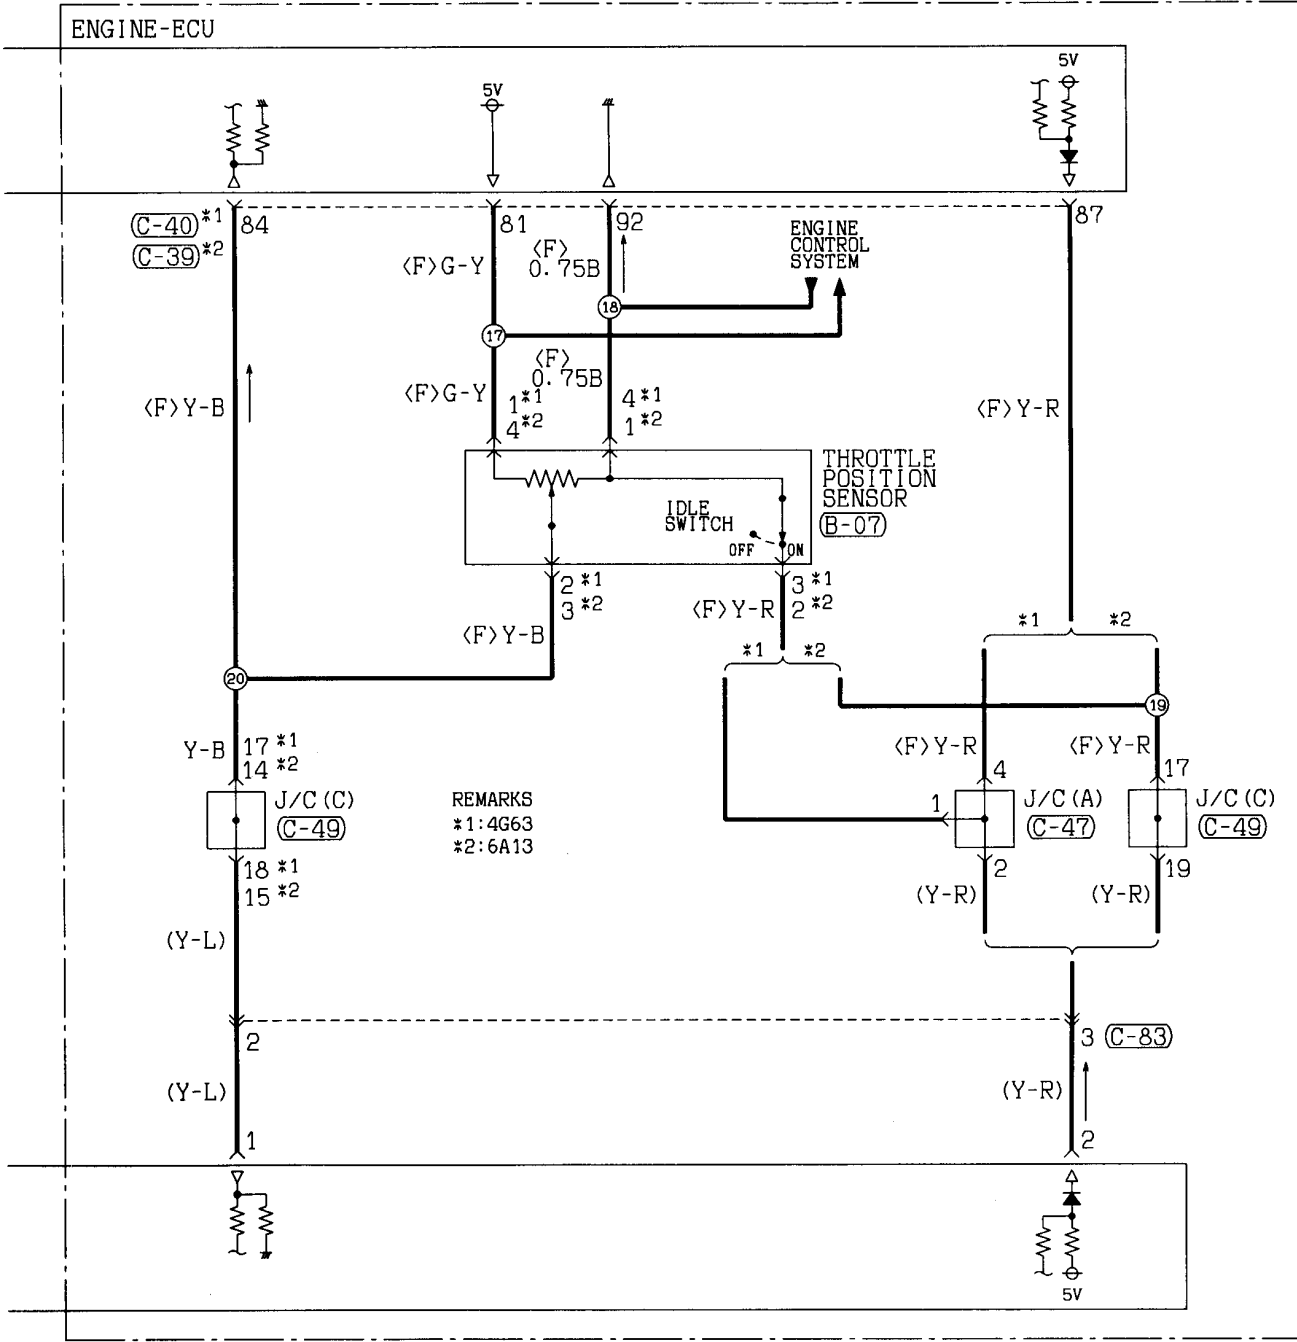 ENGINE-ECU
5V
5V
(C-40)*1 84
(C-39)*2
81
92
87
ENGINE
CONTROL
SYSTEM
<F>G-Y
<F>
0.75B
18
17
<F>
0.75B
<F>G-Y
1*1
4*2
4*1
1*2
<F>Y-B
<F>Y-R
THROTTLE
POSITION
SENSOR
(B-07)
IDLE
SWITCH
OFF
ON
2*1
3*2
<F>Y-B
3*1
<F>Y-R 2*2
*1 *2
*1 *2
20
19
Y-B 17*1
14*2
<F>Y-R
4
<F>Y-R
17
J/C(C)
(C-49)
REMARKS
*1:4G63
*2:6A13
1
J/C(A)
(C-47)
J/C(C)
(C-49)
18*1
15*2
2
(Y-R)
19
(Y-R)
(Y-L)
2
3 (C-83)
(Y-L)
(Y-R)
1
2
5V